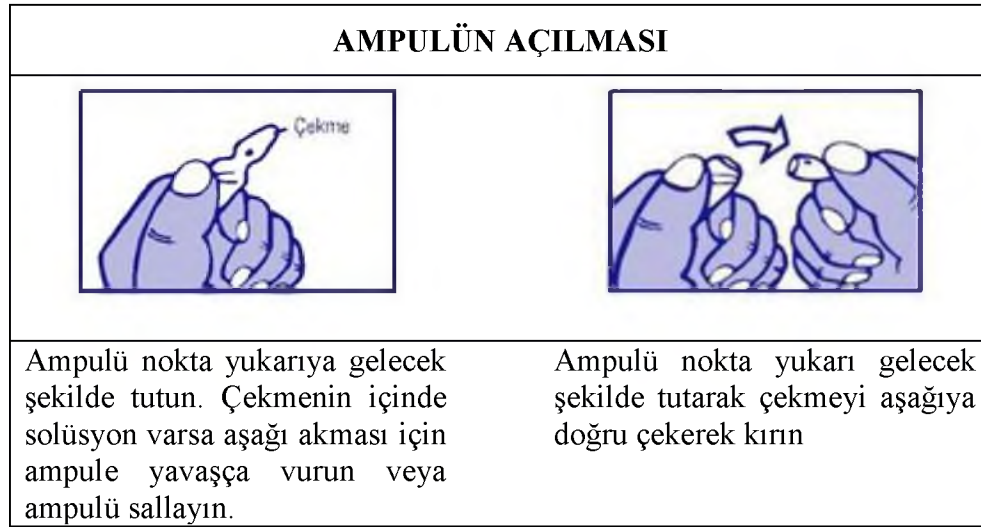 AMPULÜN AÇILMASI
Çekme
Ampulü nokta yukarıya gelecek
şekilde tutun. Çekmenin içinde
solüsyon varsa aşağı akması için
ampule yavaşça vurun veya
ampulü sallayın.
Ampulü nokta yukarı gelecek
şekilde tutarak çekmeyi aşağıya
doğru çekerek kırın